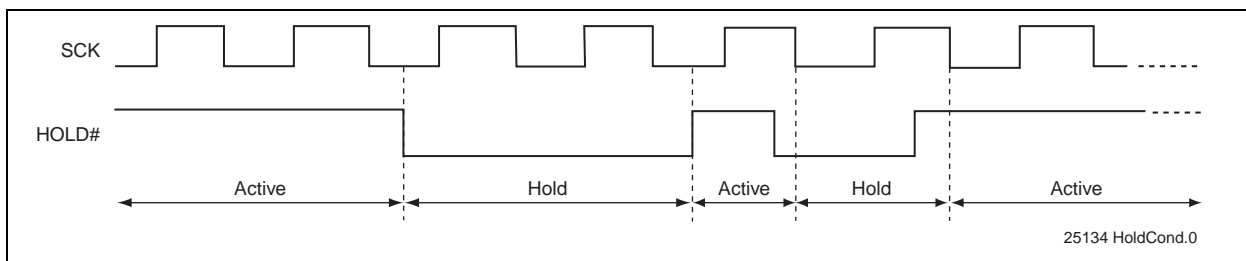 SCK
HOLD#
Active Hold Active Hold Active
25134 HoldCond.0